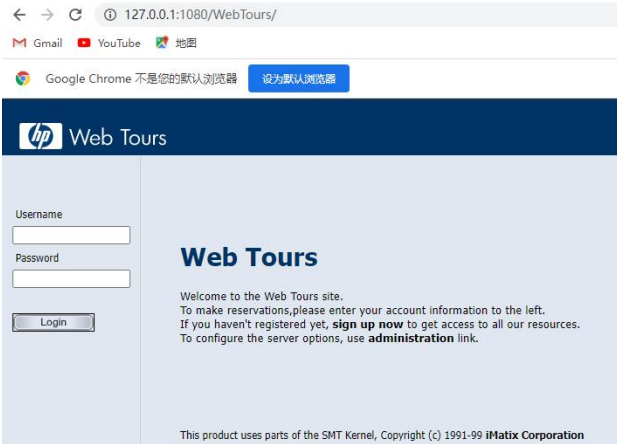 127.0.0.1:1080/WebTours/
Gmail YouTube 地图
Google Chrome 不是您的默认浏览器 设为默认浏览器
hp Web Tours
Username
Password
Login
Web Tours
Welcome to the Web Tours site.
To make reservations,please enter your account information to the left.
If you haven't registered yet, sign up now to get access to all our resources.
To configure the server options, use administration link.
This product uses parts of the SMT Kernel, Copyright (c) 1991-99 iMatix Corporation